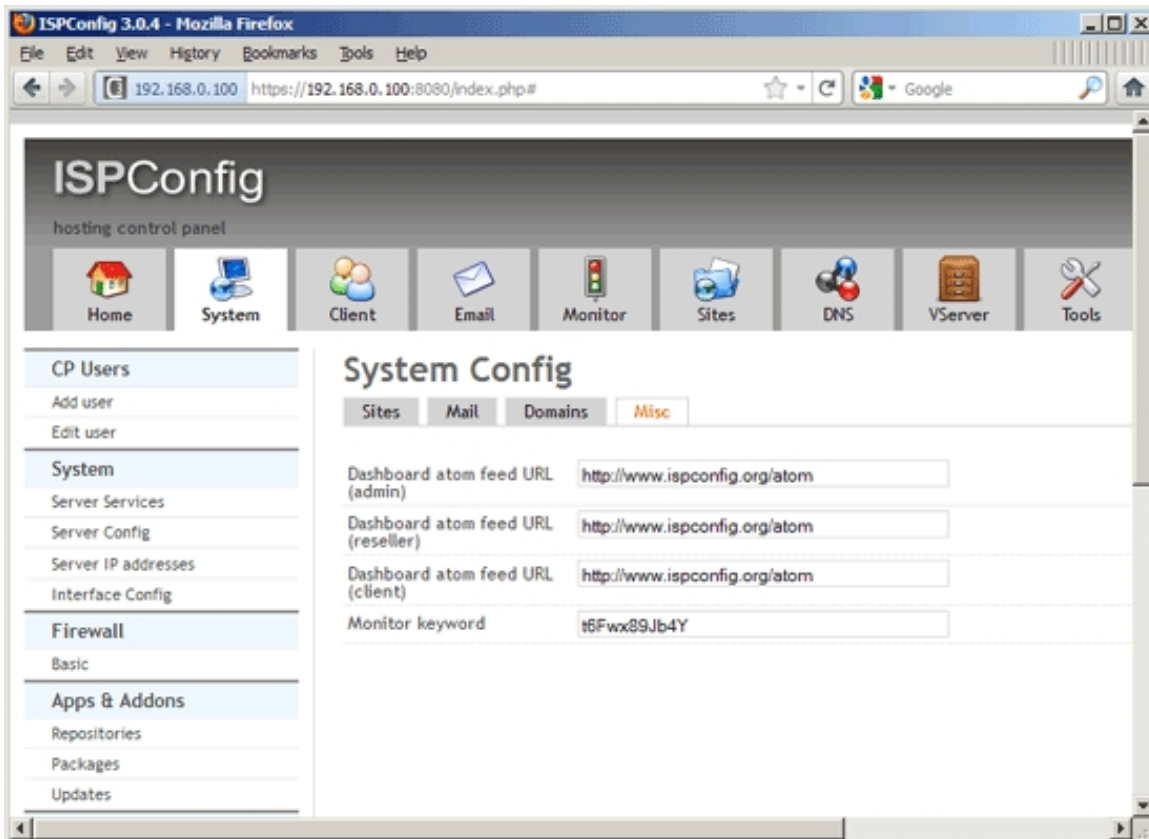 ISPConfig 3.0.4 - Mozilla Firefox
File Edit View History Bookmarks Tools Help
192.168.0.100 https://192.168.0.100:8080/index.php# Google
ISPConfig
hosting control panel
Home System Client Email Monitor Sites DNS VServer Tools
CP Users
Add user
Edit user
System
Server Services
Server Config
Server IP addresses
Interface Config
Firewall
Basic
Apps & Addons
Repositories
Packages
Updates
System Config
Sites Mail Domains Misc
Dashboard atom feed URL http://www.ispconfig.org/atom
(admin)
Dashboard atom feed URL http://www.ispconfig.org/atom
(reseller)
Dashboard atom feed URL http://www.ispconfig.org/atom
(client)
Monitor keyword t6Fwx89Jb4Y